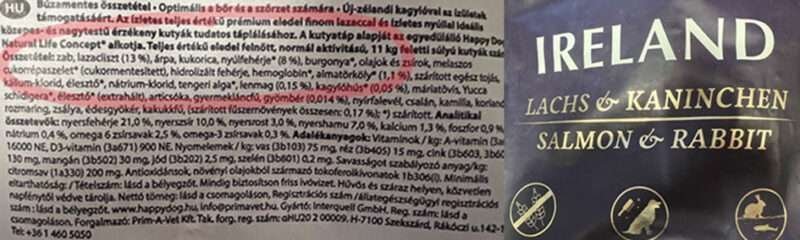 HU
Búzamentes összetétel • Optimális a bőr és a szőrzet számára • Új-zélandi kagylóval az ízületek
támogatásáért. Az ízletes teljes értékű prémium eledel finom lazaccal és ízletes nyúllal ideális
közepes- és nagytestű érzékeny kutyák tudatos táplálásához. A kutyatáp alapját az egyedülálló Happy Dog
Natural Life Concept® alkotja. Teljes értékű eledel felnőtt, normál aktivitású, 11 kg feletti súlyú kutyák szám
Összetétel: zab, lazacliszt (13 %), árpa, kukorica, nyúlfehérje* (8 %), burgonya*, olajok és zsírok, melaszos
cukorrépaszelet* (cukormentesített), hidrolizált fehérje, hemoglobin*, almatörköly* (1,1 %), szárított egész tojás,
kálium-klorid, élesztő*, nátrium-klorid, tengeri alga*, lenmag (0,15 %), kagylóhús* (0,05 %), máriatövis, Yucca
schidigera*, élesztő* (extrahált), articsóka, gyermekláncfű, gyömbér (0,014 %), nyírfalevél, csalán, kamilla, korian
rozmaring, zsálya, édesgyökér, kakukkfű, (szárított fűszernövények összesen: 0,17 %); *) szárított. Analitikai
összetevők: nyersfehérje 21,0 %, nyerszsír 10,0 %, nyersrost 3,0 %, nyershamu 7,0 %, kalcium 1,3 %, foszfor 0,9
nátrium 0,4 %, omega 6 zsírsavak 2,5 %, omega-3 zsírsavak 0,3 %. Adalékanyagok: Vitaminok / kg: A-vitamin (3a
16000 NE, D3-vitamin (3a671) 900 NE. Nyomelemek / kg: vas (3b103) 75 mg, réz (3b405) 15 mg, cink (3b603, 3b60
130 mg, mangán (3b502) 30 mg, Jód (3b202) 2,5 mg, szelén (3b801) 0,2 mg. Savasságot szabályozó anyag/kg:
citromsav (1a330) 200 mg. Antioxidánsok, növényi olajokból származó tokoferolkivonatok 1b306(i). Minimális
eltarthatóság: / Tételszám: lásd a bélyegzőt. Mindig biztosítson friss ivóvizet. Hűvös és száraz helyen, közvetlen
napfénytől védve tárolja. Nettó tömeg: lásd a csomagoláson, Regisztrációs szám /állategészségügyi regisztrációs
szám : lásd a bélyegzőt. www.happydog.hu, info@primavet.hu. Gyártó: Interquell GmbH, Reg. szám: lásd a
csomagoláson. Forgalmazó: Prim-A-Vet Kft. Tak. forg. reg. szám: αHU20 2 00009. H-7100 Szekszárd, Rákóczi u.142-1
Tel: +36 1 460 5050
IRELAND
LACHS & KANINCHEN
SALMON & RABBIT